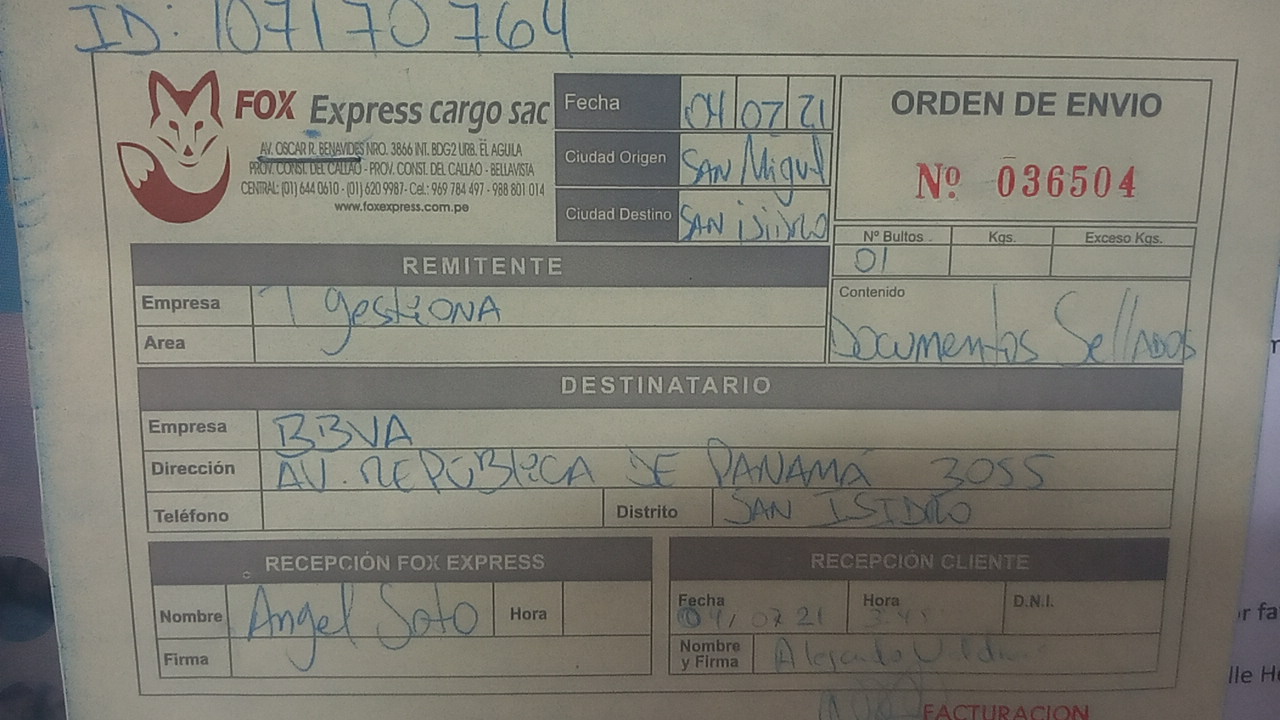 ID: 107170764
FOX Express cargo sac
AV. OSCAR R. BENAVIDES NRO. 3866 INT. BDG2 URB. EL AGUILA
PROV. CONST. DEL CALLAO - PROV. CONST. DEL CALLAO - BELLAVISTA
CENTRAL: (01) 644 0610 - (01) 620 9987 - Cel.: 969 784 497 - 988 801 014
www.foxexpress.com.pe
Fecha 04 07 21
Ciudad Origen SAN Miguel
Ciudad Destino SAN isidro
ORDEN DE ENVIO
Nº 036504
Nº Bultos Kgs. Exceso Kgs.
01
Contenido
Documentos SellADOS
REMITENTE
Empresa T gestiONA
Area
DESTINATARIO
Empresa BBVA
Dirección AV. REPÚBLICA DE PANAMÁ 3055
Teléfono Distrito SAN ISIDRO
RECEPCIÓN FOX EXPRESS
Nombre Angel Soto Hora
Firma
RECEPCIÓN CLIENTE
Fecha Hora D.N.I.
04, 07 21
Nombre
y Firma Alejandro
FACTURACION
r fa
lle H